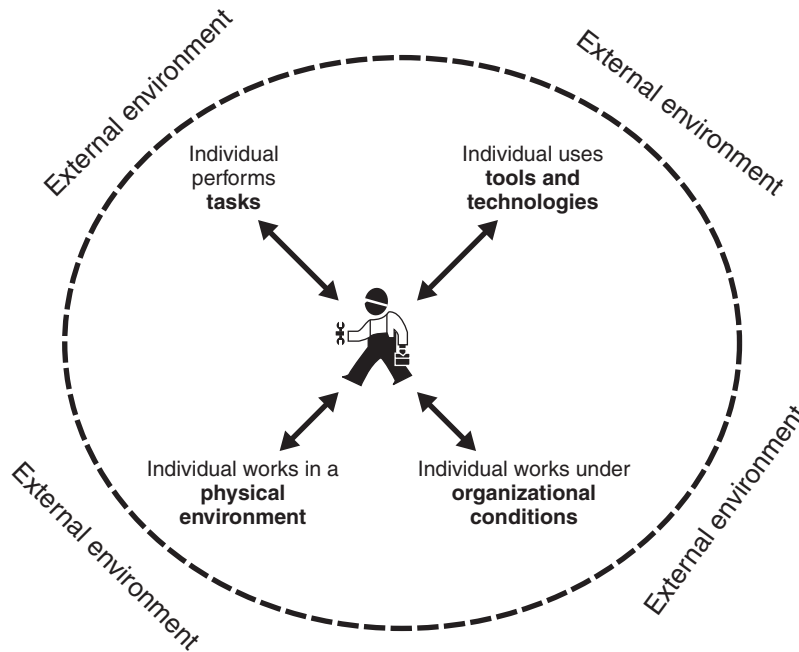 External environment
External environment
Individual
performs
tasks
Individual uses
tools and
technologies
Individual works in a
physical
environment
Individual works under
organizational
conditions
External environment
External environment